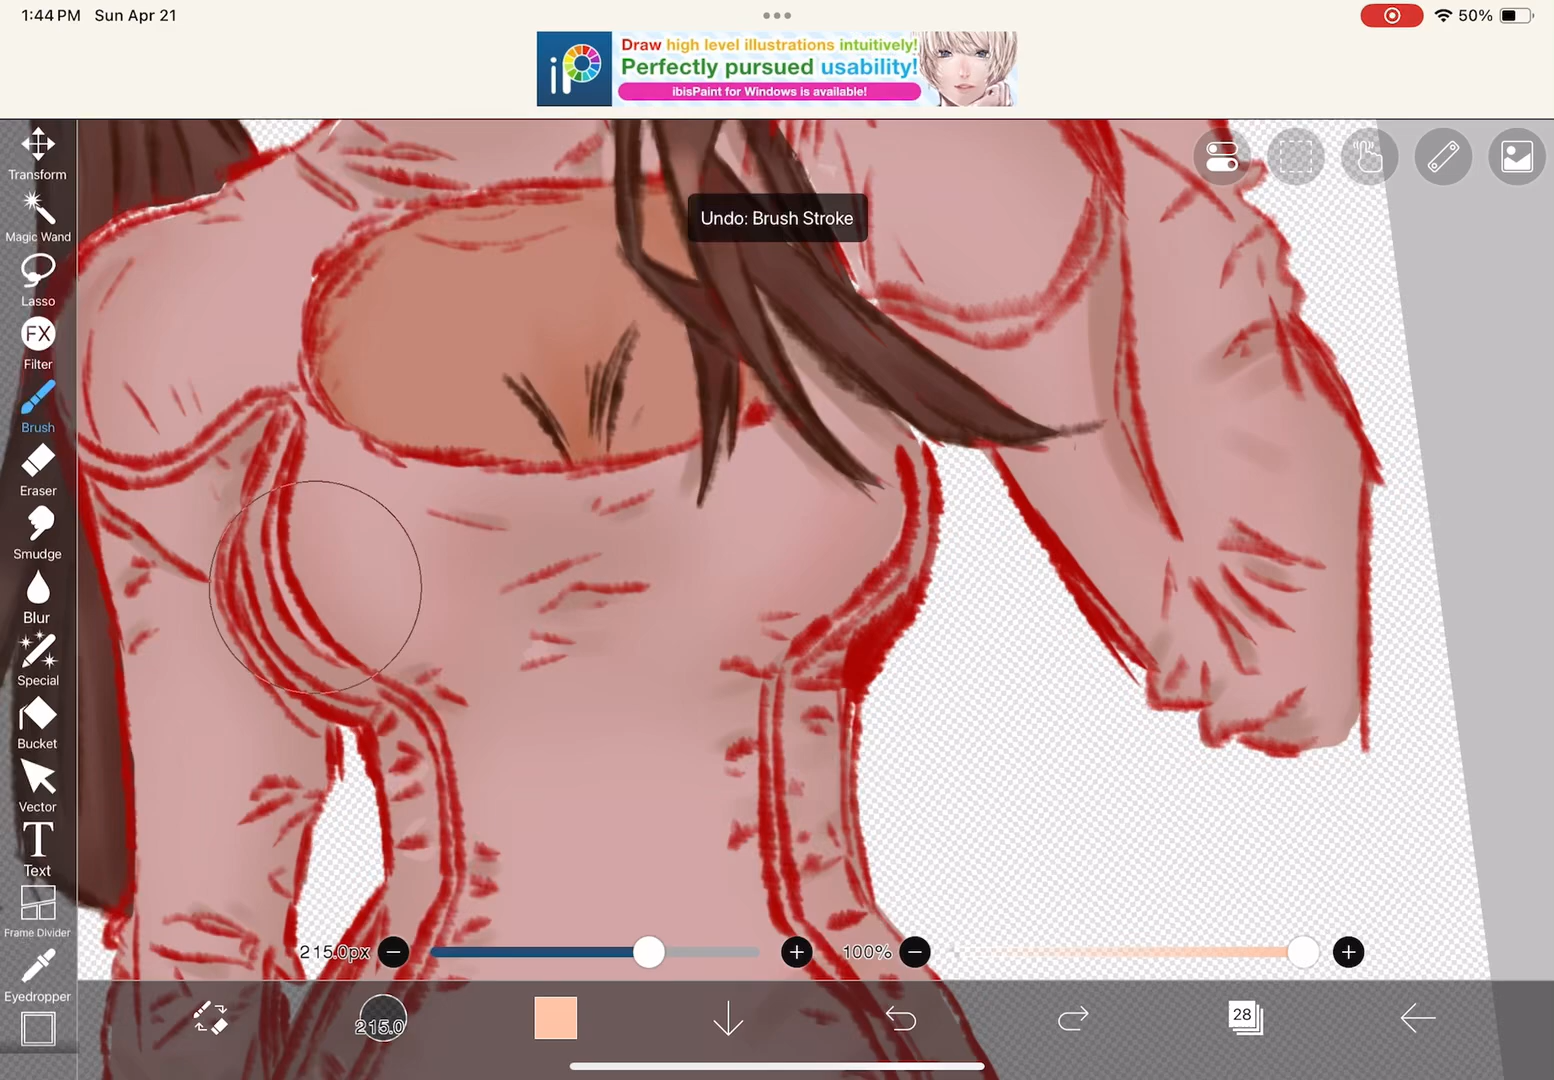 1:44 PM Sun Apr 21
50%
iP
Draw high level illustrations intuitively!
Perfectly pursued usability!
ibisPaint for Windows is available!
Transform
Undo: Brush Stroke
Magic Wand
Lasso
FX
Filter
Brush
Eraser
Smudge
Blur
Special
Bucket
Vector
T
Text
Frame Divider
215.0px
100%
Eyedropper
215.0
28